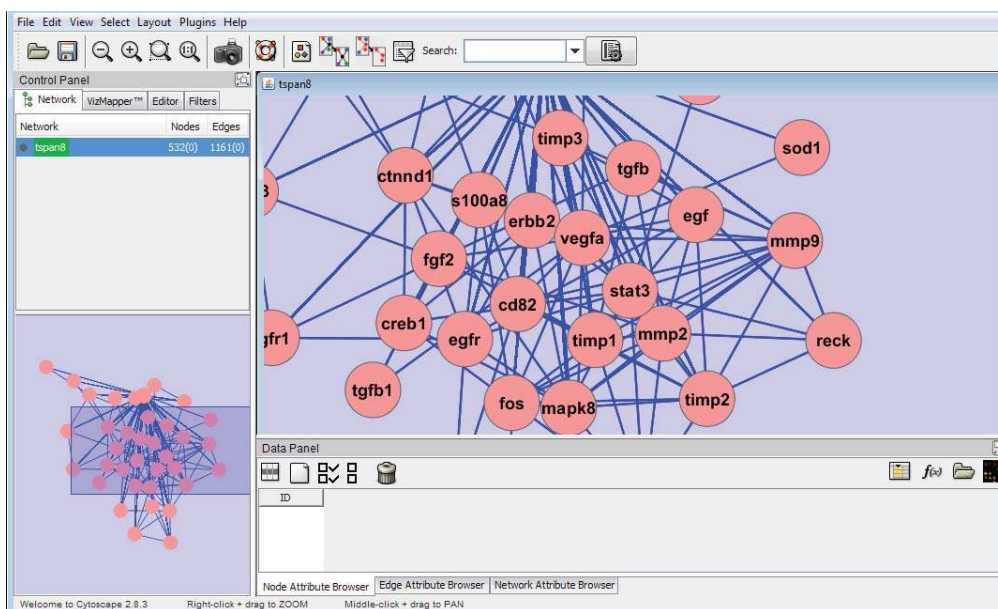 File Edit View Select Layout Plugins Help
Search:
Control Panel
Network VizMapper™ Editor Filters
Network Nodes Edges
tspan8 532(0) 1161(0)
tspan8
timp3
sod1
tgfb
ctnnd1
3
s100a8
egf
erbb2
vegfa
mmp9
fgf2
stat3
cd82
creb1
mmp2
gfr1
egfr
timp1
reck
tgfb1
timp2
fos
mapk8
Data Panel
f(x)
ID
Node Attribute Browser Edge Attribute Browser Network Attribute Browser
Welcome to Cytoscape 2.8.3 Right-click + drag to ZOOM Middle-click + drag to PAN